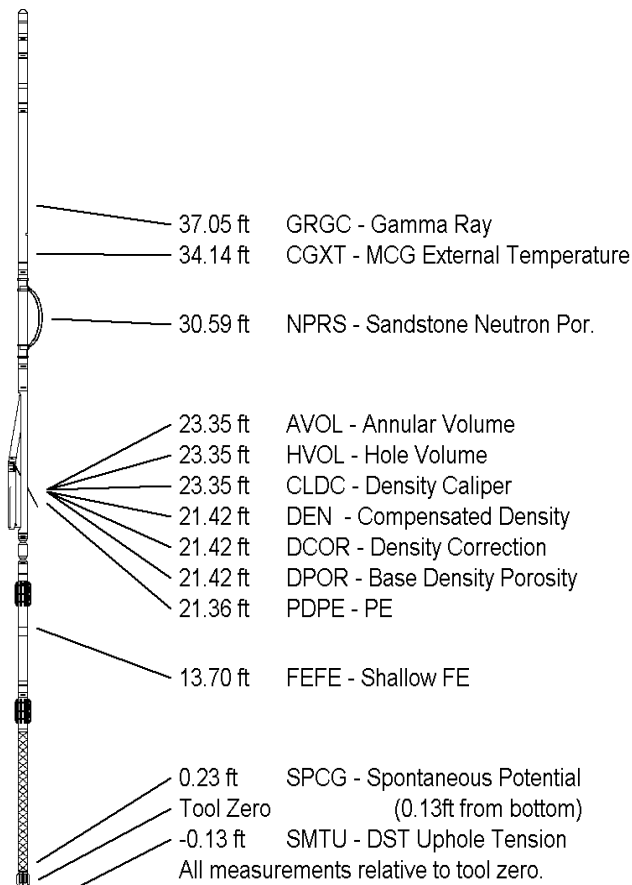 37.05 ft GRGC - Gamma Ray
34.14 ft CGXT - MCG External Temperature
30.59 ft NPRS - Sandstone Neutron Por.
23.35 ft AVOL - Annular Volume
23.35 ft HVOL - Hole Volume
23.35 ft CLDC - Density Caliper
21.42 ft DEN - Compensated Density
21.42 ft DCOR - Density Correction
21.42 ft DPOR - Base Density Porosity
21.36 ft PDPE - PE
13.70 ft FEFE - Shallow FE
0.23 ft SPCG - Spontaneous Potential
Tool Zero (0.13ft from bottom)
-0.13 ft SMTU - DST Uphole Tension
All measurements relative to tool zero.